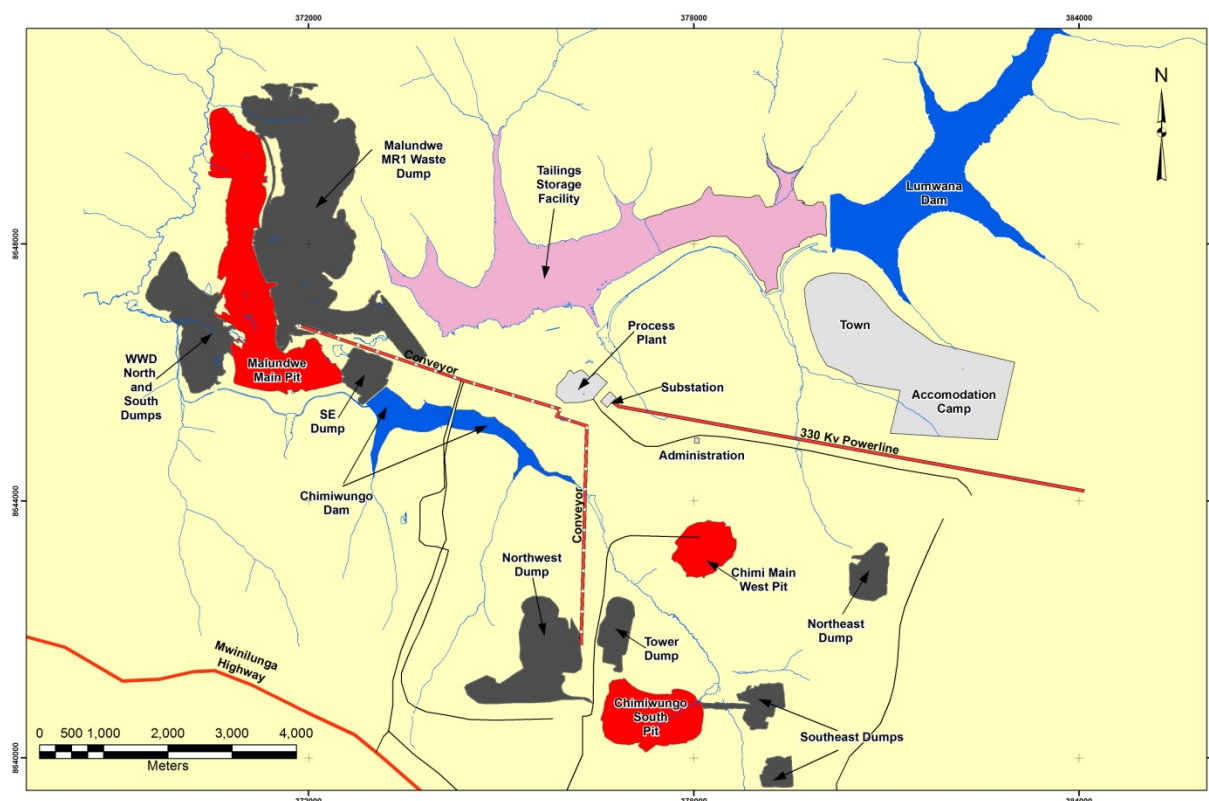 372000
378000
384000
N
Malundwe
MR1 Waste
Dump
Tailings
Storage
Facility
Lumwana
Dam
8648000
8648000
Town
Process
Plant
Conveyor
WWD
North
and
South
Dumps
Malundwe
Main Pit
Substation
Accomodation
Camp
SE
Dump
330 Kv Powerline
Administration
Chimiwungo
Dam
8644000
8644000
Conveyor
Northwest
Dump
Chimi Main
West Pit
Northeast
Dump
Tower
Dump
Mwinilunga
Highway
Chimiwungo
South
Pit
Southeast Dumps
0 500 1,000 2,000 3,000 4,000
Meters
8640000
8640000
372000
378000
384000